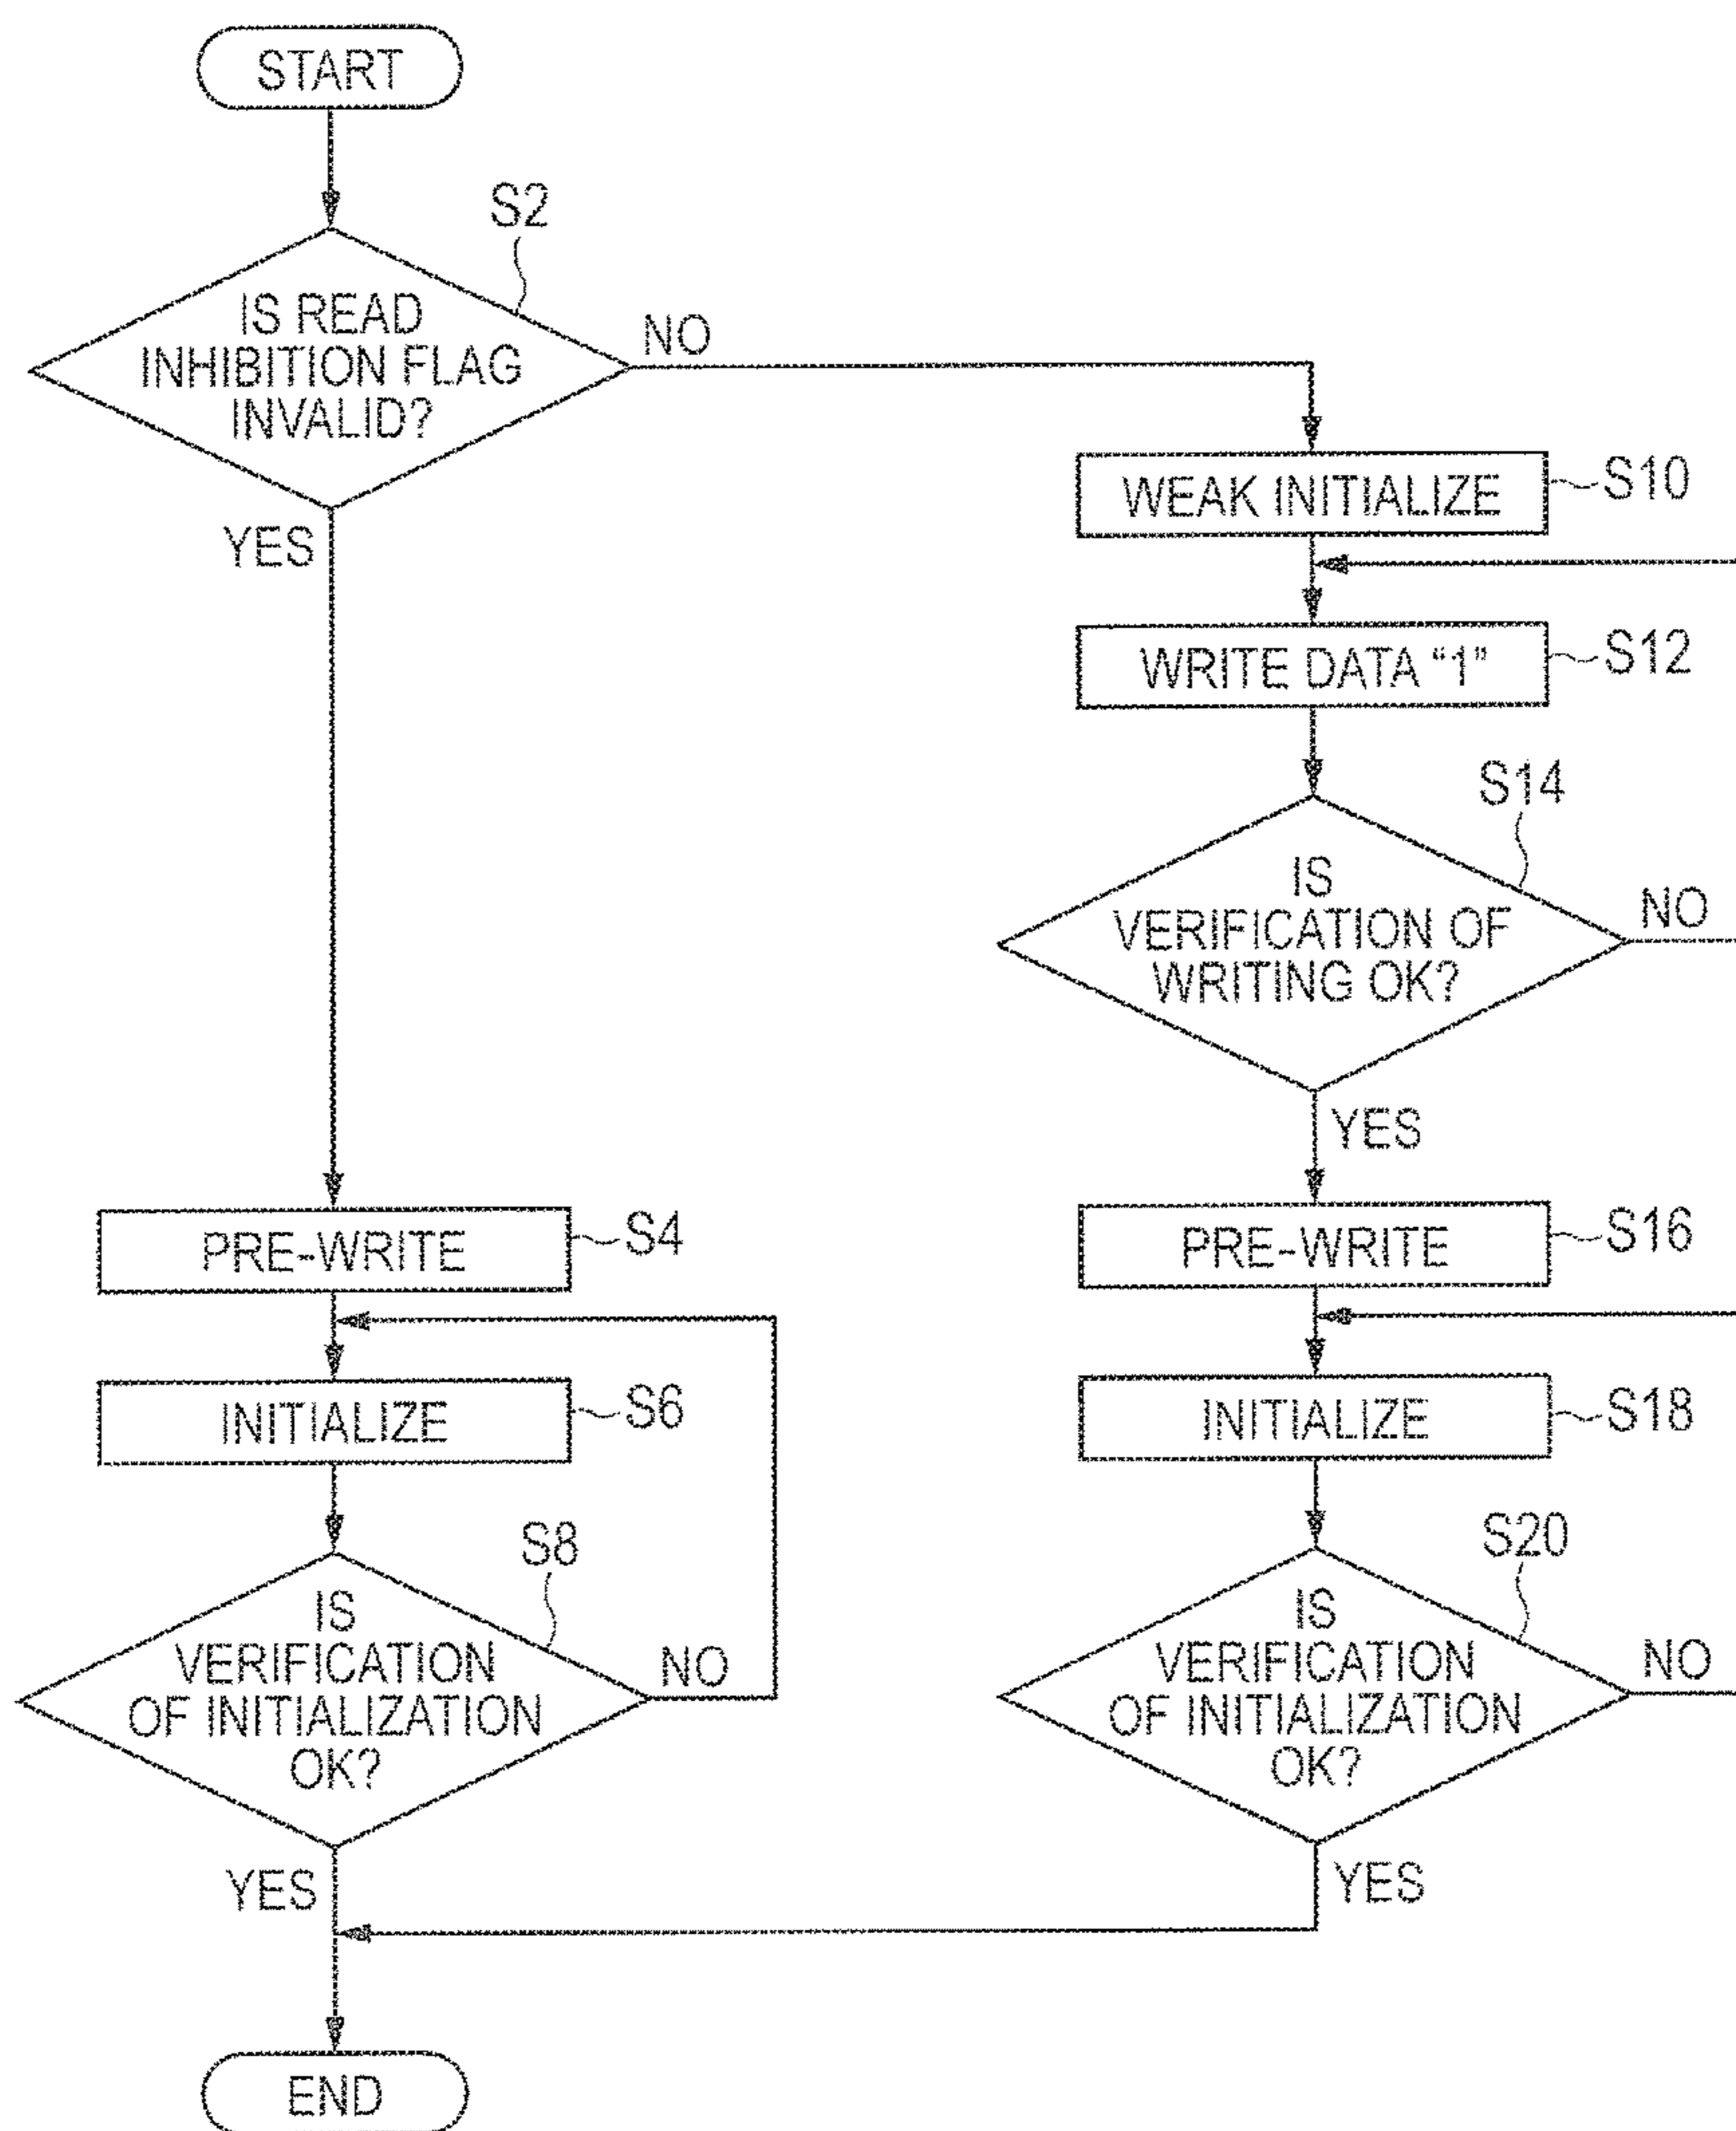 START
S2
IS READ
INHIBITION FLAG
INVALID?
NO
YES
WEAK INITIALIZE
S10
WRITE DATA “1”
S12
S14
IS
VERIFICATION OF
WRITING OK?
NO
YES
PRE-WRITE
S4
PRE-WRITE
S16
INITIALIZE
S6
INITIALIZE
S18
S8
IS
VERIFICATION
OF INITIALIZATION
OK?
NO
YES
S20
IS
VERIFICATION
OF INITIALIZATION
OK?
NO
YES
END